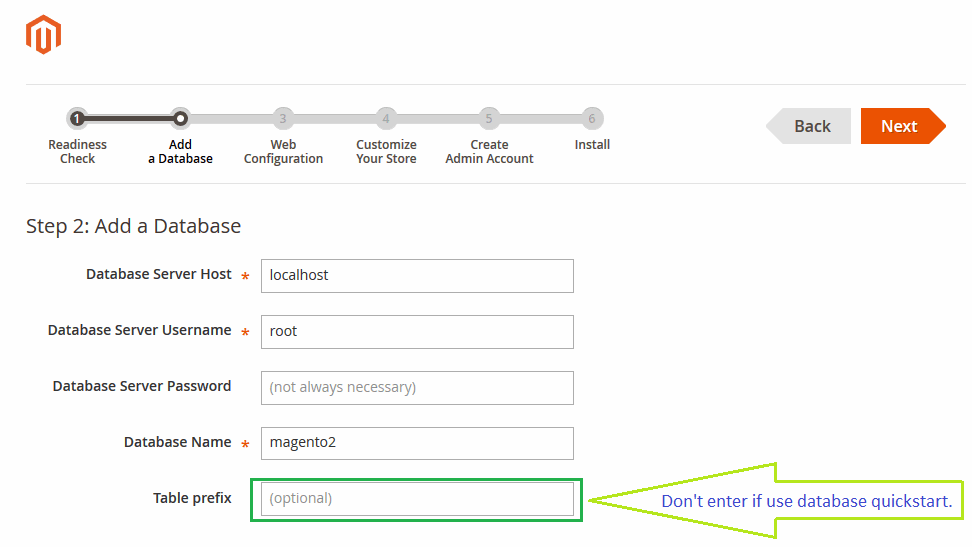 1 3 4 5 6
Readiness Check
Add a Database
Web Configuration
Customize Your Store
Create Admin Account
Install
Back
Next
Step 2: Add a Database
Database Server Host * localhost
Database Server Username * root
Database Server Password (not always necessary)
Database Name * magento2
Table prefix (optional)
Don't enter if use database quickstart.